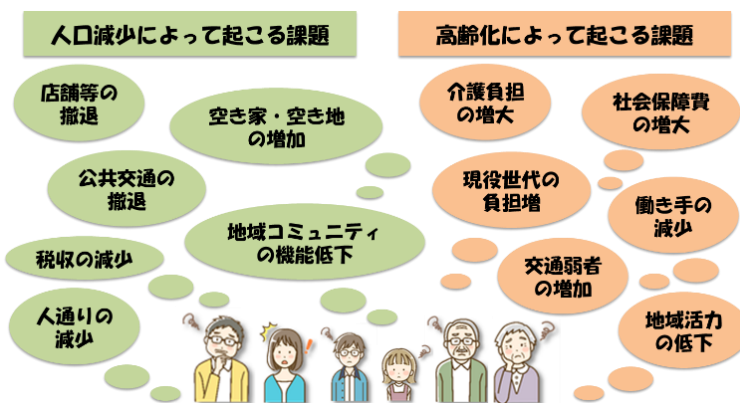 人口減少によって起こる課題
店舗等の
撤退
空き家・空き地
の増加
公共交通の
撤退
地域コミュニティ
の機能低下
税収の減少
人通りの
減少
高齢化によって起こる課題
介護負担
の増大
社会保障費
の増大
現役世代の
負担増
働き手の
減少
交通弱者
の増加
地域活力
の低下